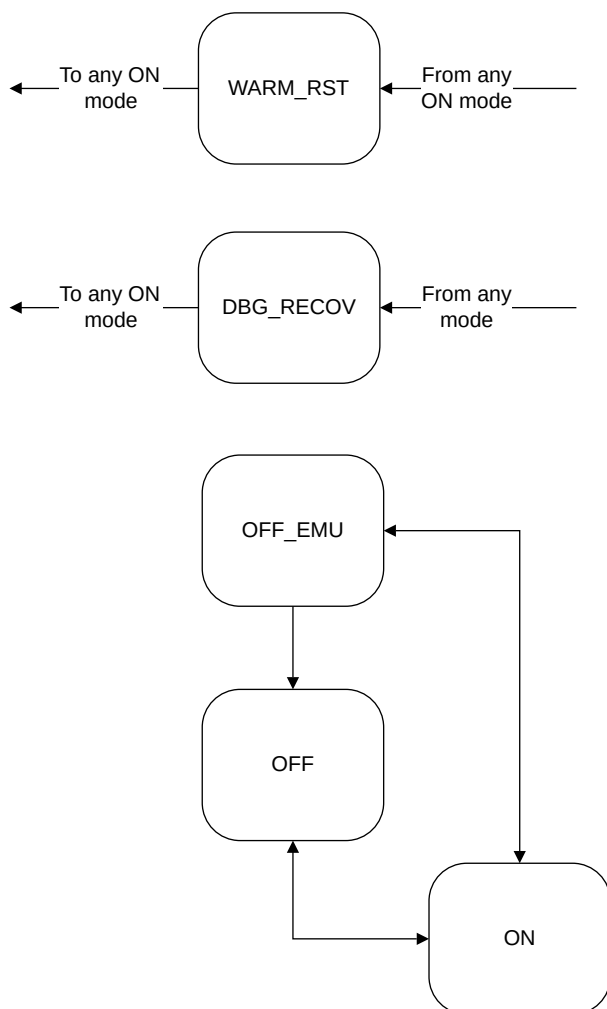 To any ON
mode
WARM_RST
From any
ON mode
To any ON
mode
DBG_RECOV
From any
mode
OFF_EMU
OFF
ON